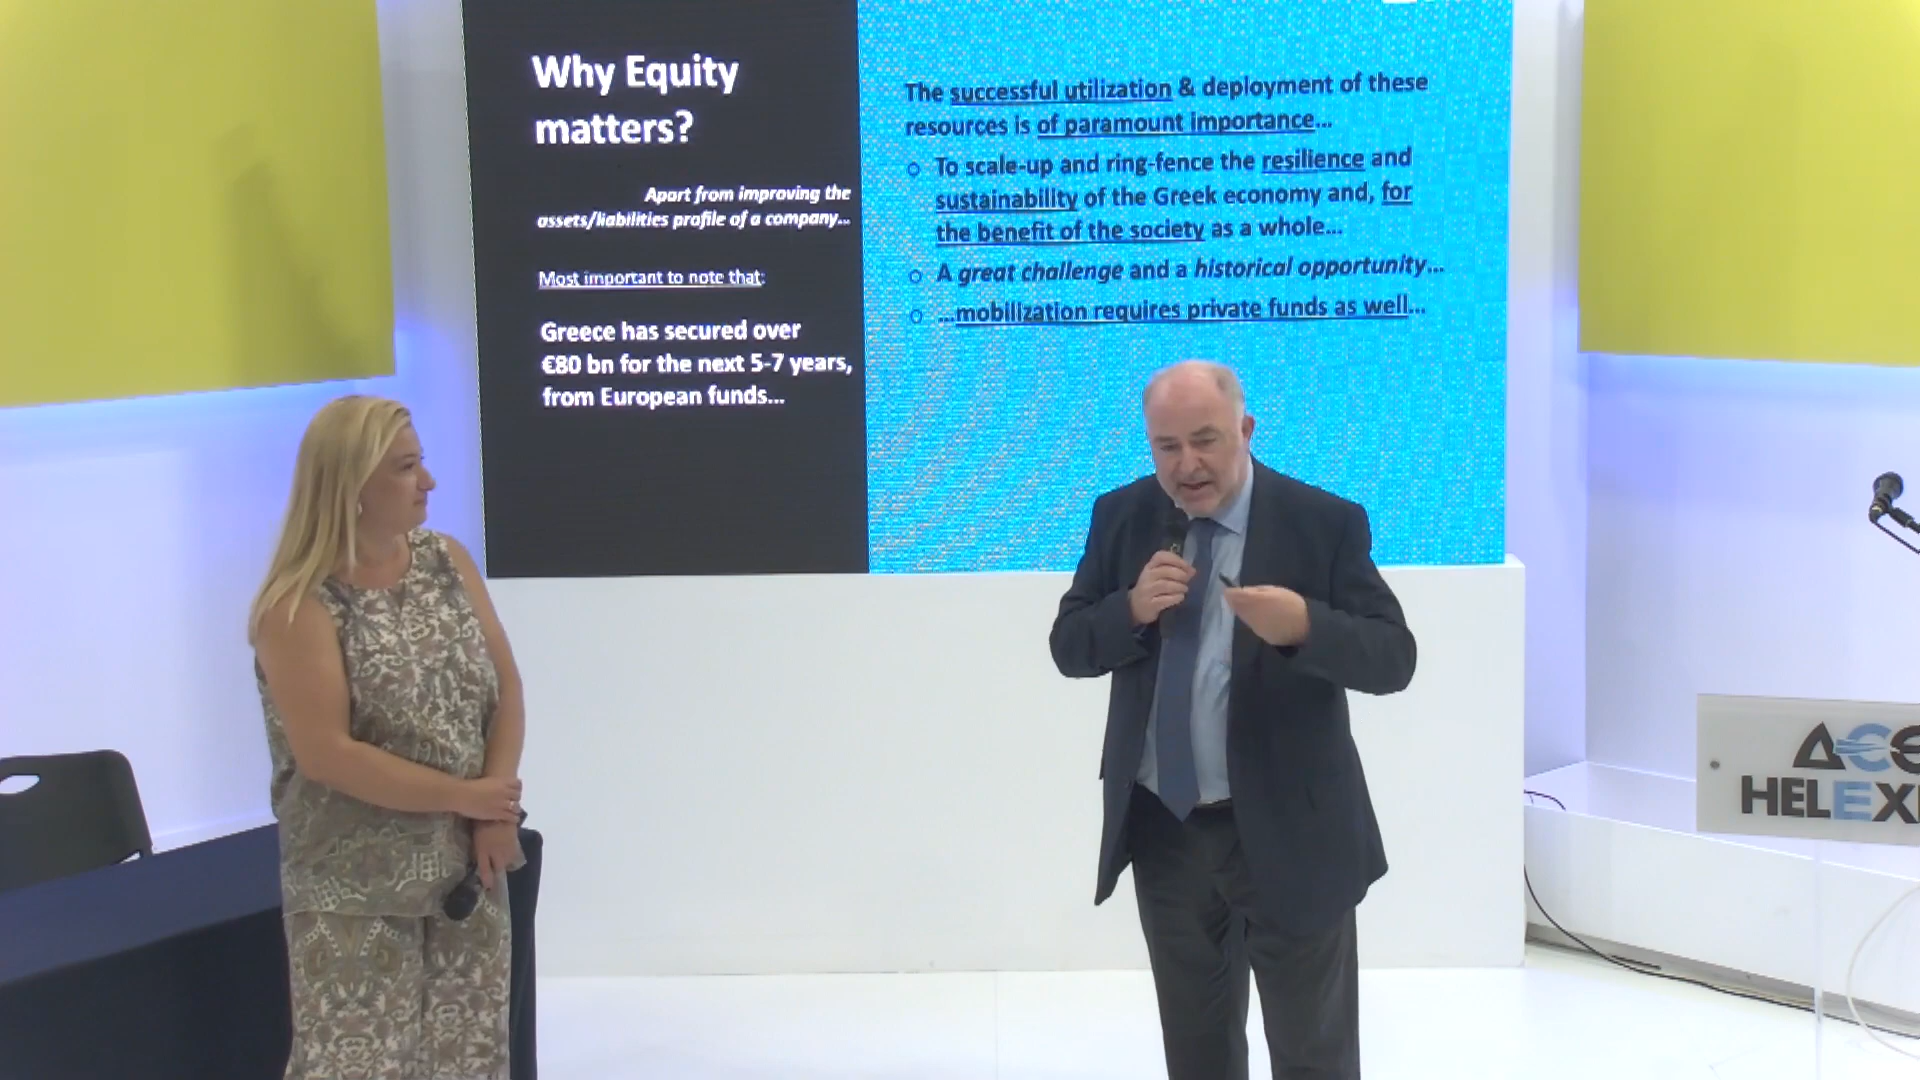 Why Equity
matters?
Apart from improving the
assets/liabilities profile of a company...
Most important to note that:
Greece has secured over
€80 bn for the next 5-7 years,
from European funds...
The successful utilization & deployment of these
resources is of paramount importance...
To scale-up and ring-fence the resilience and
sustainability of the Greek economy and, for
the benefit of the society as a whole...
A great challenge and a historical opportunity...
...mobilization requires private funds as well...